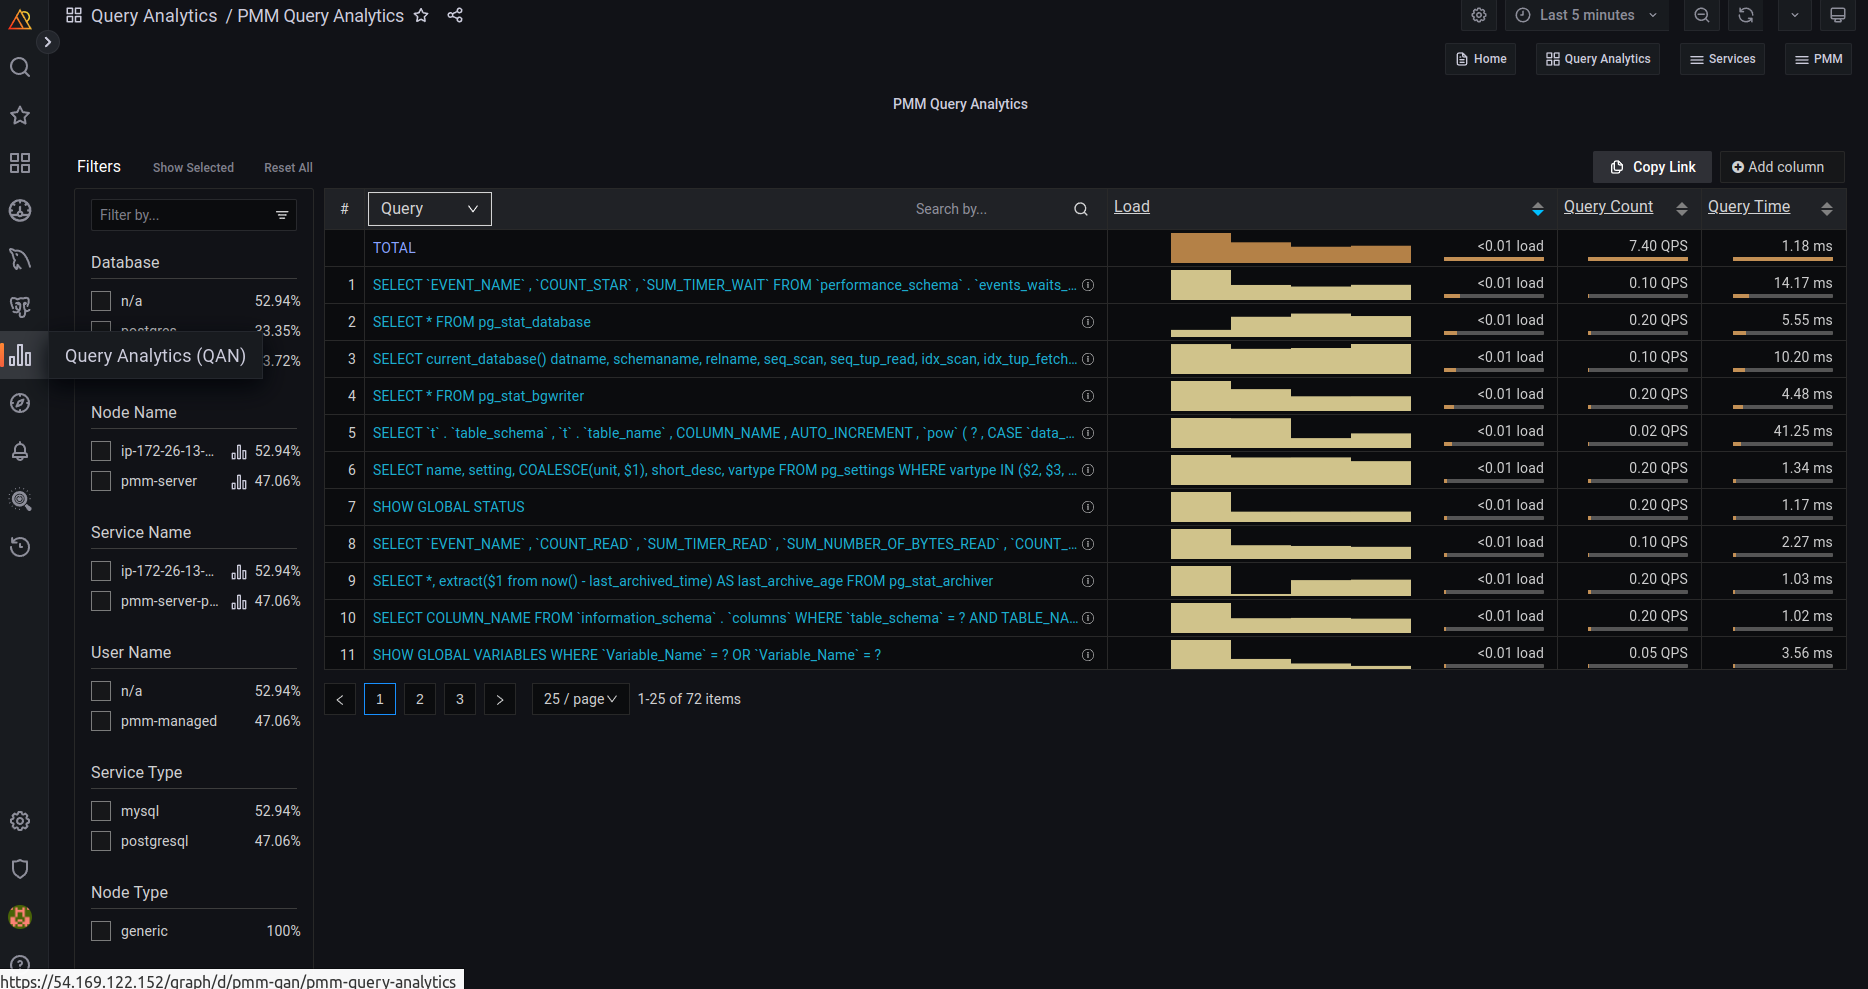 Query Analytics / PMM Query Analytics
Last 5 minutes
Home
Query Analytics
Services
PMM
PMM Query Analytics
Filters
Show Selected
Reset All
Copy Link
Add column
Filter by...
# Query Search by... Load Query Count Query Time
TOTAL <0.01 load 7.40 QPS 1.18 ms
1 SELECT `EVENT_NAME` , `COUNT_STAR` , `SUM_TIMER_WAIT` FROM `performance_schema` . `events_waits_... <0.01 load 0.10 QPS 14.17 ms
2 SELECT * FROM pg_stat_database <0.01 load 0.20 QPS 5.55 ms
3 SELECT current_database() datname, schemaname, relname, seq_scan, seq_tup_read, idx_scan, idx_tup_fetch... <0.01 load 0.10 QPS 10.20 ms
4 SELECT * FROM pg_stat_bgwriter <0.01 load 0.20 QPS 4.48 ms
5 SELECT `t` . `table_schema` , `t` . `table_name` , COLUMN_NAME , AUTO_INCREMENT , `pow` ( ? , CASE `data_... <0.01 load 0.02 QPS 41.25 ms
6 SELECT name, setting, COALESCE(unit, $1), short_desc, vartype FROM pg_settings WHERE vartype IN ($2, $3, ... <0.01 load 0.20 QPS 1.34 ms
7 SHOW GLOBAL STATUS <0.01 load 0.20 QPS 1.17 ms
8 SELECT `EVENT_NAME` , `COUNT_READ` , `SUM_TIMER_READ` , `SUM_NUMBER_OF_BYTES_READ` , `COUNT_... <0.01 load 0.10 QPS 2.27 ms
9 SELECT *, extract($1 from now() - last_archived_time) AS last_archive_age FROM pg_stat_archiver <0.01 load 0.20 QPS 1.03 ms
10 SELECT COLUMN_NAME FROM `information_schema` . `columns` WHERE `table_schema` = ? AND TABLE_NA... <0.01 load 0.20 QPS 1.02 ms
11 SHOW GLOBAL VARIABLES WHERE `Variable_Name` = ? OR `Variable_Name` = ? <0.01 load 0.05 QPS 3.56 ms
1 2 3 25 / page 1-25 of 72 items
Database
n/a 52.94%
postgres 33.35%
3.72%
Query Analytics (QAN)
Node Name
ip-172-26-13-... 52.94%
pmm-server 47.06%
Service Name
ip-172-26-13-... 52.94%
pmm-server-p... 47.06%
User Name
n/a 52.94%
pmm-managed 47.06%
Service Type
mysql 52.94%
postgresql 47.06%
Node Type
generic 100%
https://54.169.122.152/graph/d/pmm-qan/pmm-query-analytics